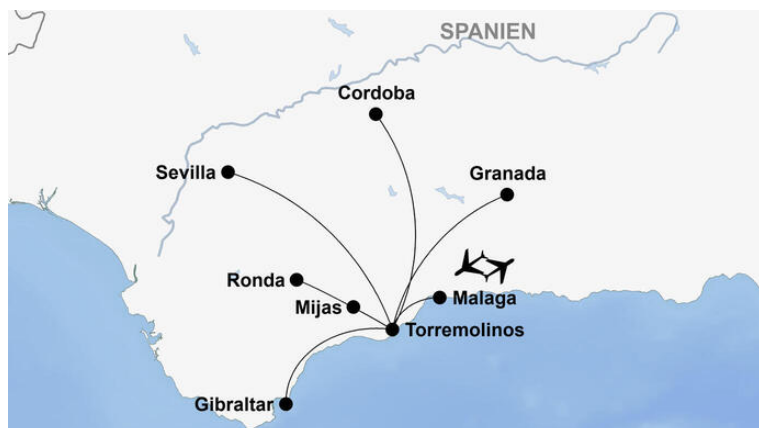 SPANIEN
Cordoba
Sevilla
Granada
Ronda
Mijas
Malaga
Torremolinos
Gibraltar